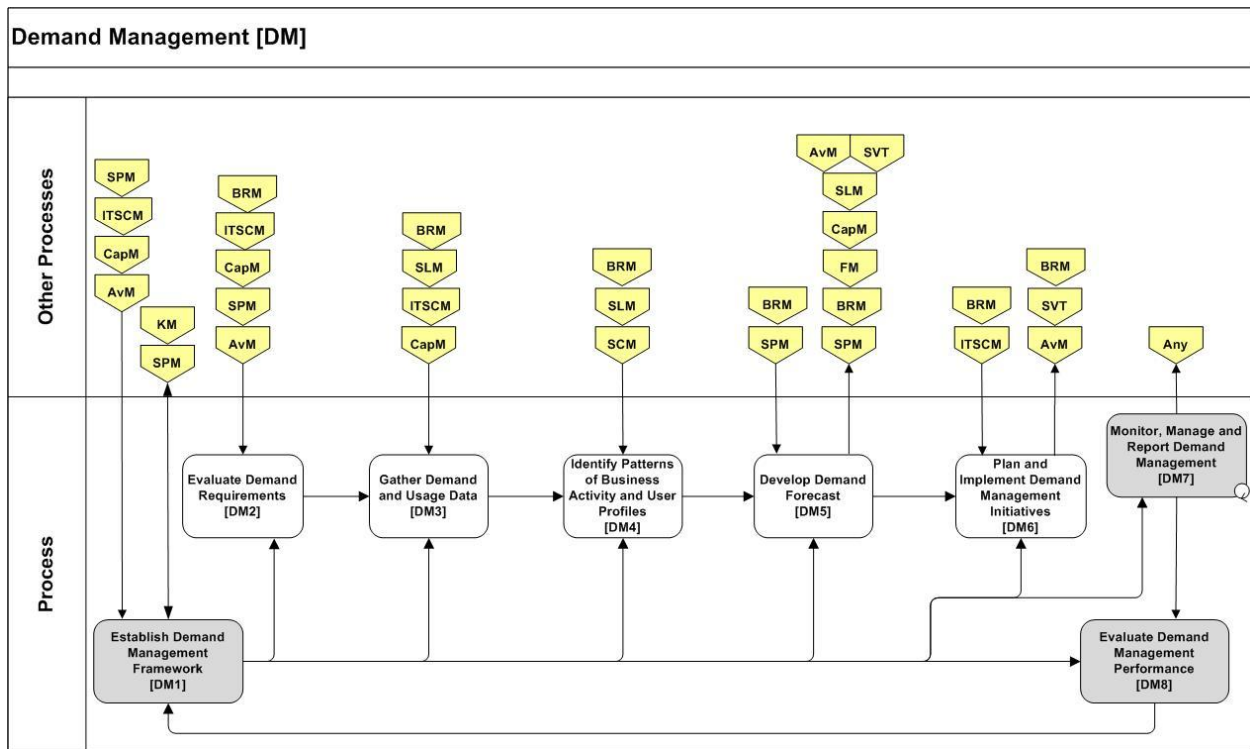 Demand Management [DM]
Other Processes
SPM
ITSCM
CapM
AvM
KM
SPM
BRM
ITSCM
CapM
SPM
AvM
BRM
SLM
ITSCM
CapM
BRM
SLM
SCM
BRM
SPM
AvM
SVT
SLM
CapM
FM
BRM
SPM
BRM
ITSCM
BRM
SVT
AvM
Any
Process
Establish Demand
Management
Framework
[DM1]
Evaluate Demand
Requirements
[DM2]
Gather Demand
and Usage Data
[DM3]
Identify Patterns
of Business
Activity and User
Profiles
[DM4]
Develop Demand
Forecast
[DM5]
Plan and
Implement Demand
Management
Initiatives
[DM6]
Monitor, Manage and
Report Demand
Management
[DM7]
Evaluate Demand
Management
Performance
[DM8]